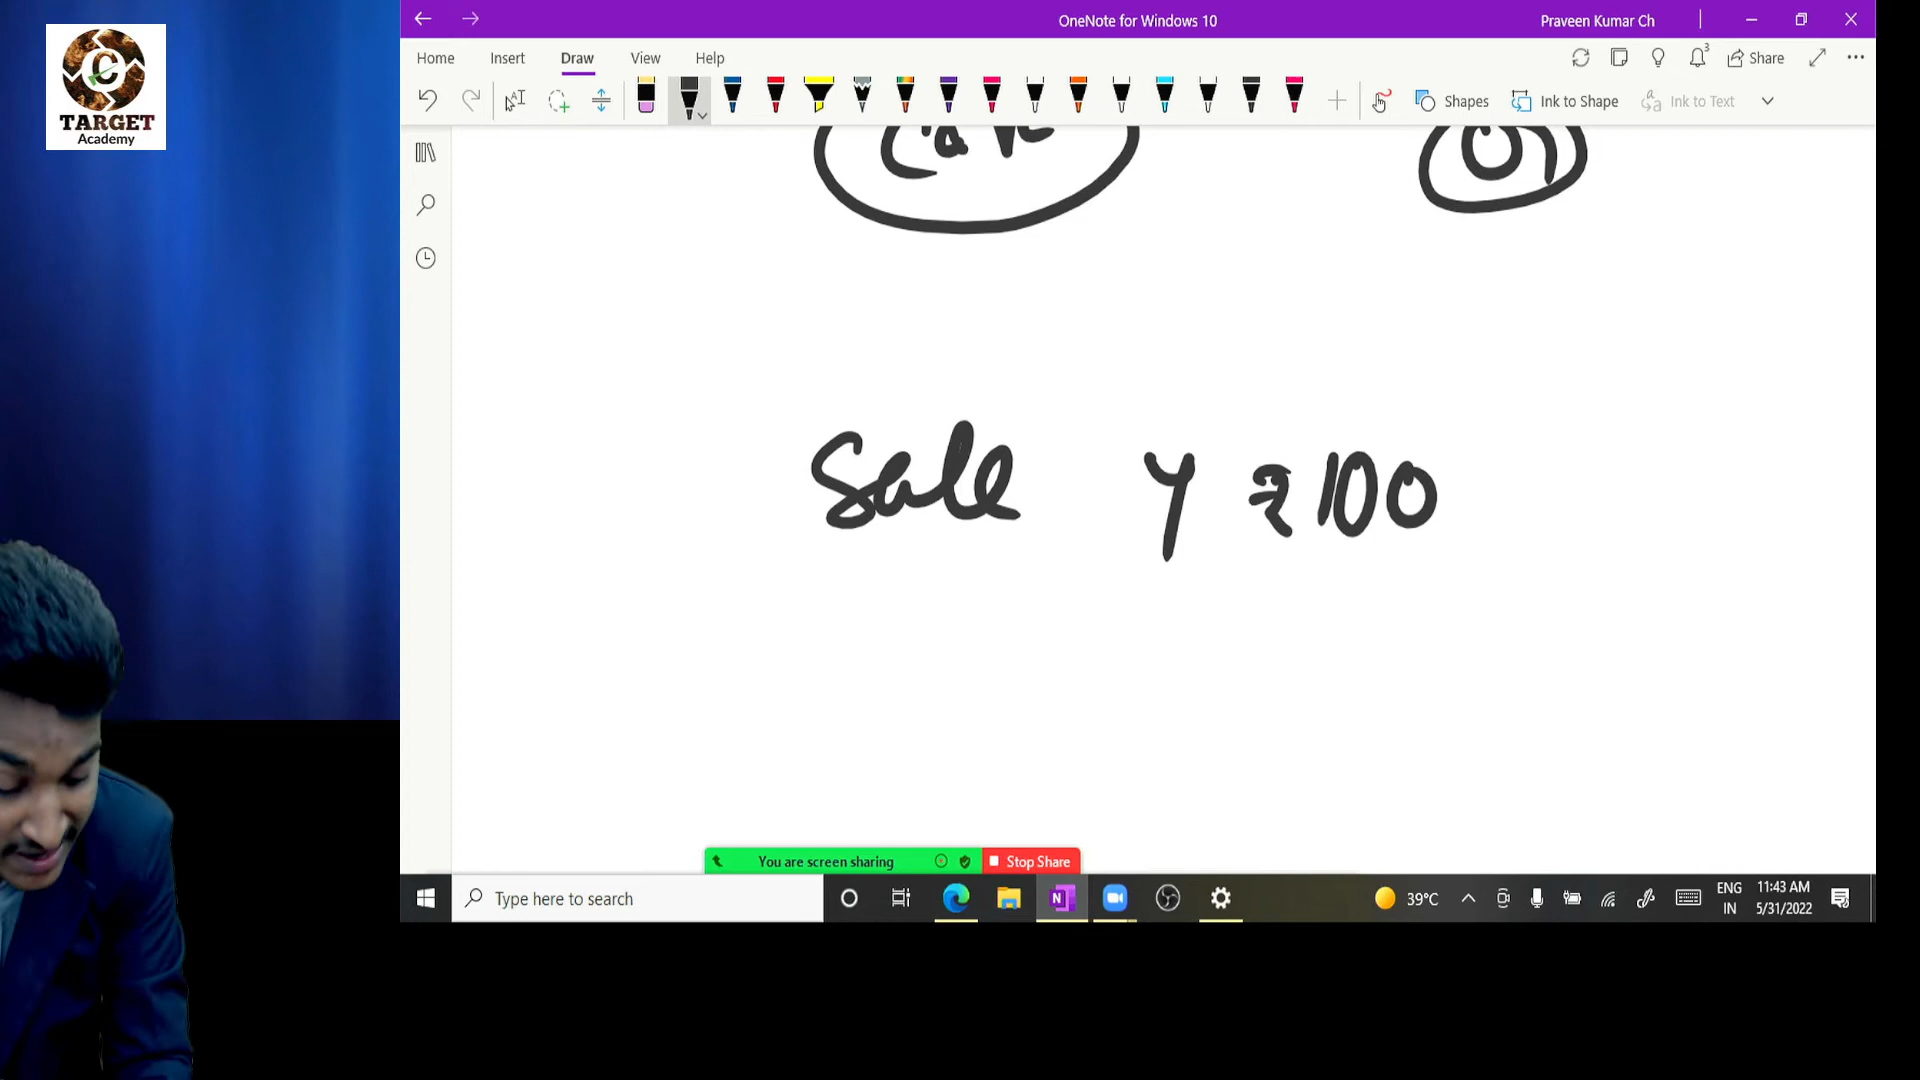 TARGET
Academy
OneNote for Windows 10
Praveen Kumar Ch
Home Insert Draw View Help
3
Share
Shapes
Ink to Shape
Ink to Text
Sale Y ₹100
You are screen sharing
Stop Share
Type here to search
39°C
ENG
IN
11:43 AM
5/31/2022